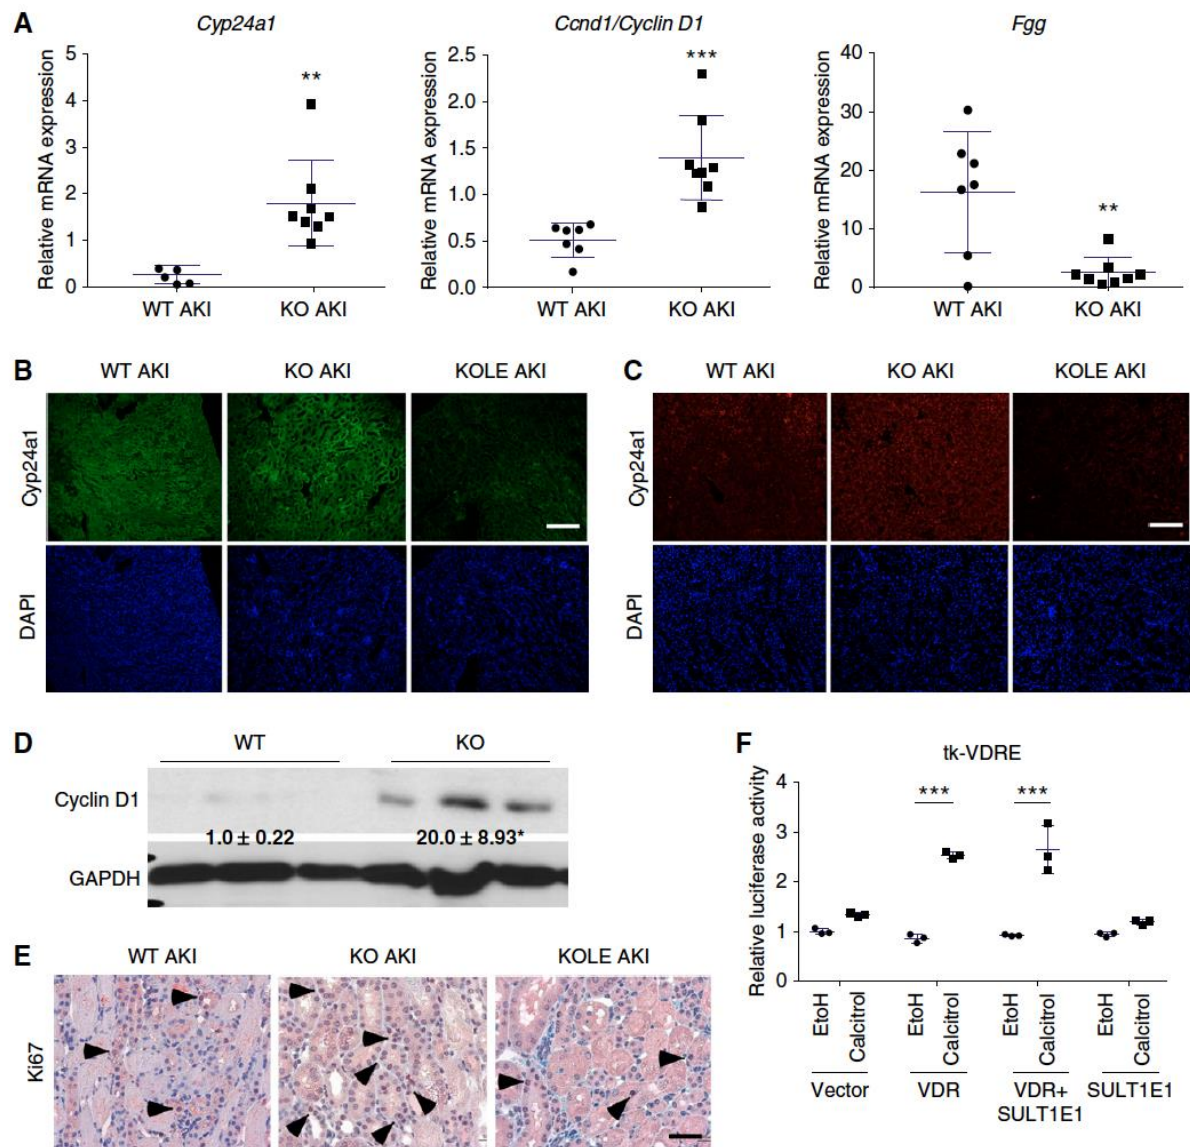 A
Cyp24a1
Ccnd1/Cyclin D1
Fgg
Relative mRNA expression
5
4
3
2
1
0
**
WT AKI
KO AKI
Relative mRNA expression
2.5
2.0
1.5
1.0
0.5
0.0
***
WT AKI
KO AKI
Relative mRNA expression
40
30
20
10
0
**
WT AKI
KO AKI
B
WT AKI
KO AKI
KOLE AKI
Cyp24a1
DAPI
C
WT AKI
KO AKI
KOLE AKI
Cyp24a1
DAPI
D
WT
KO
Cyclin D1
1.0 ± 0.22
20.0 ± 8.93*
GAPDH
E
WT AKI
KO AKI
KOLE AKI
Ki67
F
tk-VDRE
Relative luciferase activity
4
3
2
1
0
***
***
EtoH
Calcitrol
EtoH
Calcitrol
EtoH
Calcitrol
EtoH
Calcitrol
Vector
VDR
VDR+
SULT1E1
SULT1E1